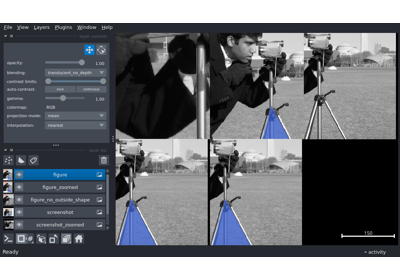 File View Layers Plugins Window Help
opacity: 1.00
blending: translucent_no_depth
contrast limits:
auto-contrast: once continuous
gamma: 1.00
colormap: RGB
projection mode: mean
interpolation: nearest
figure
figure_zoomed
figure_no_outside_shape
screenshot
screenshot_zoomed
150
Ready
activity